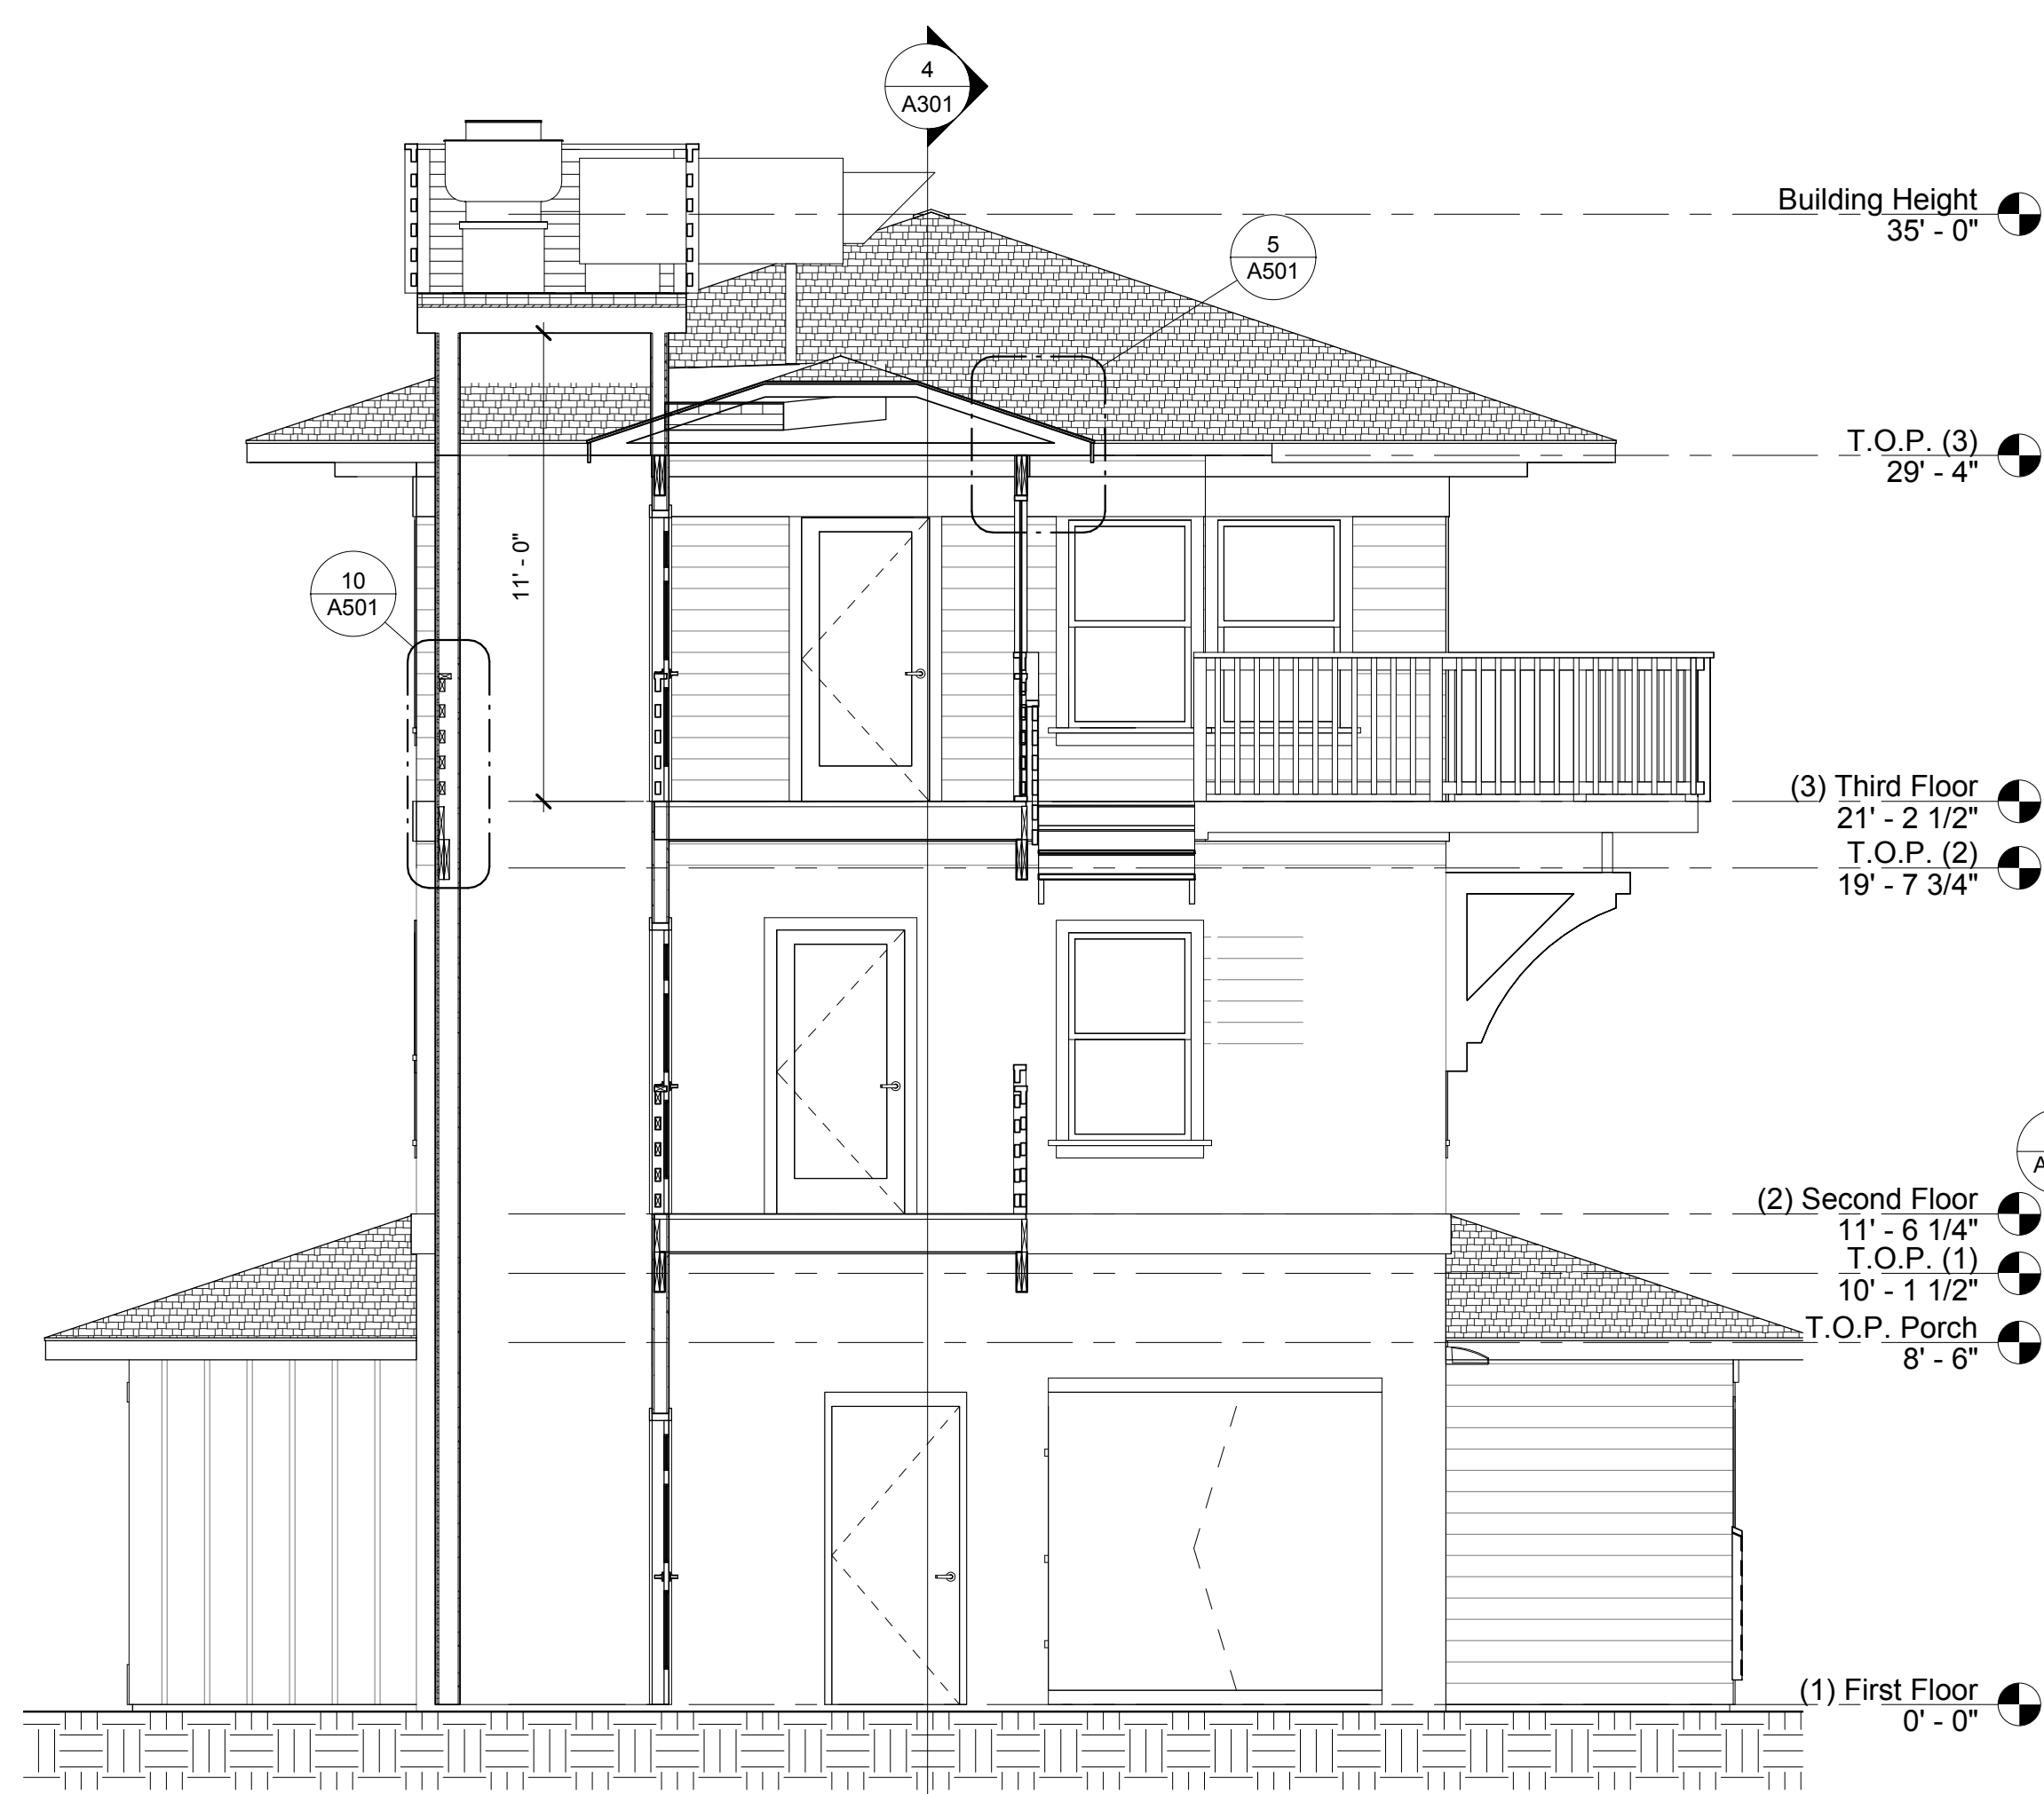 4
A301
Building Height
35' - 0"
5
A501
T.O.P. (3)
29' - 4"
11' - 0"
10
A501
(3) Third Floor
21' - 2 1/2"
T.O.P. (2)
19' - 7 3/4"
A
(2) Second Floor
11' - 6 1/4"
T.O.P. (1)
10' - 1 1/2"
T.O.P. Porch
8' - 6"
(1) First Floor
0' - 0"